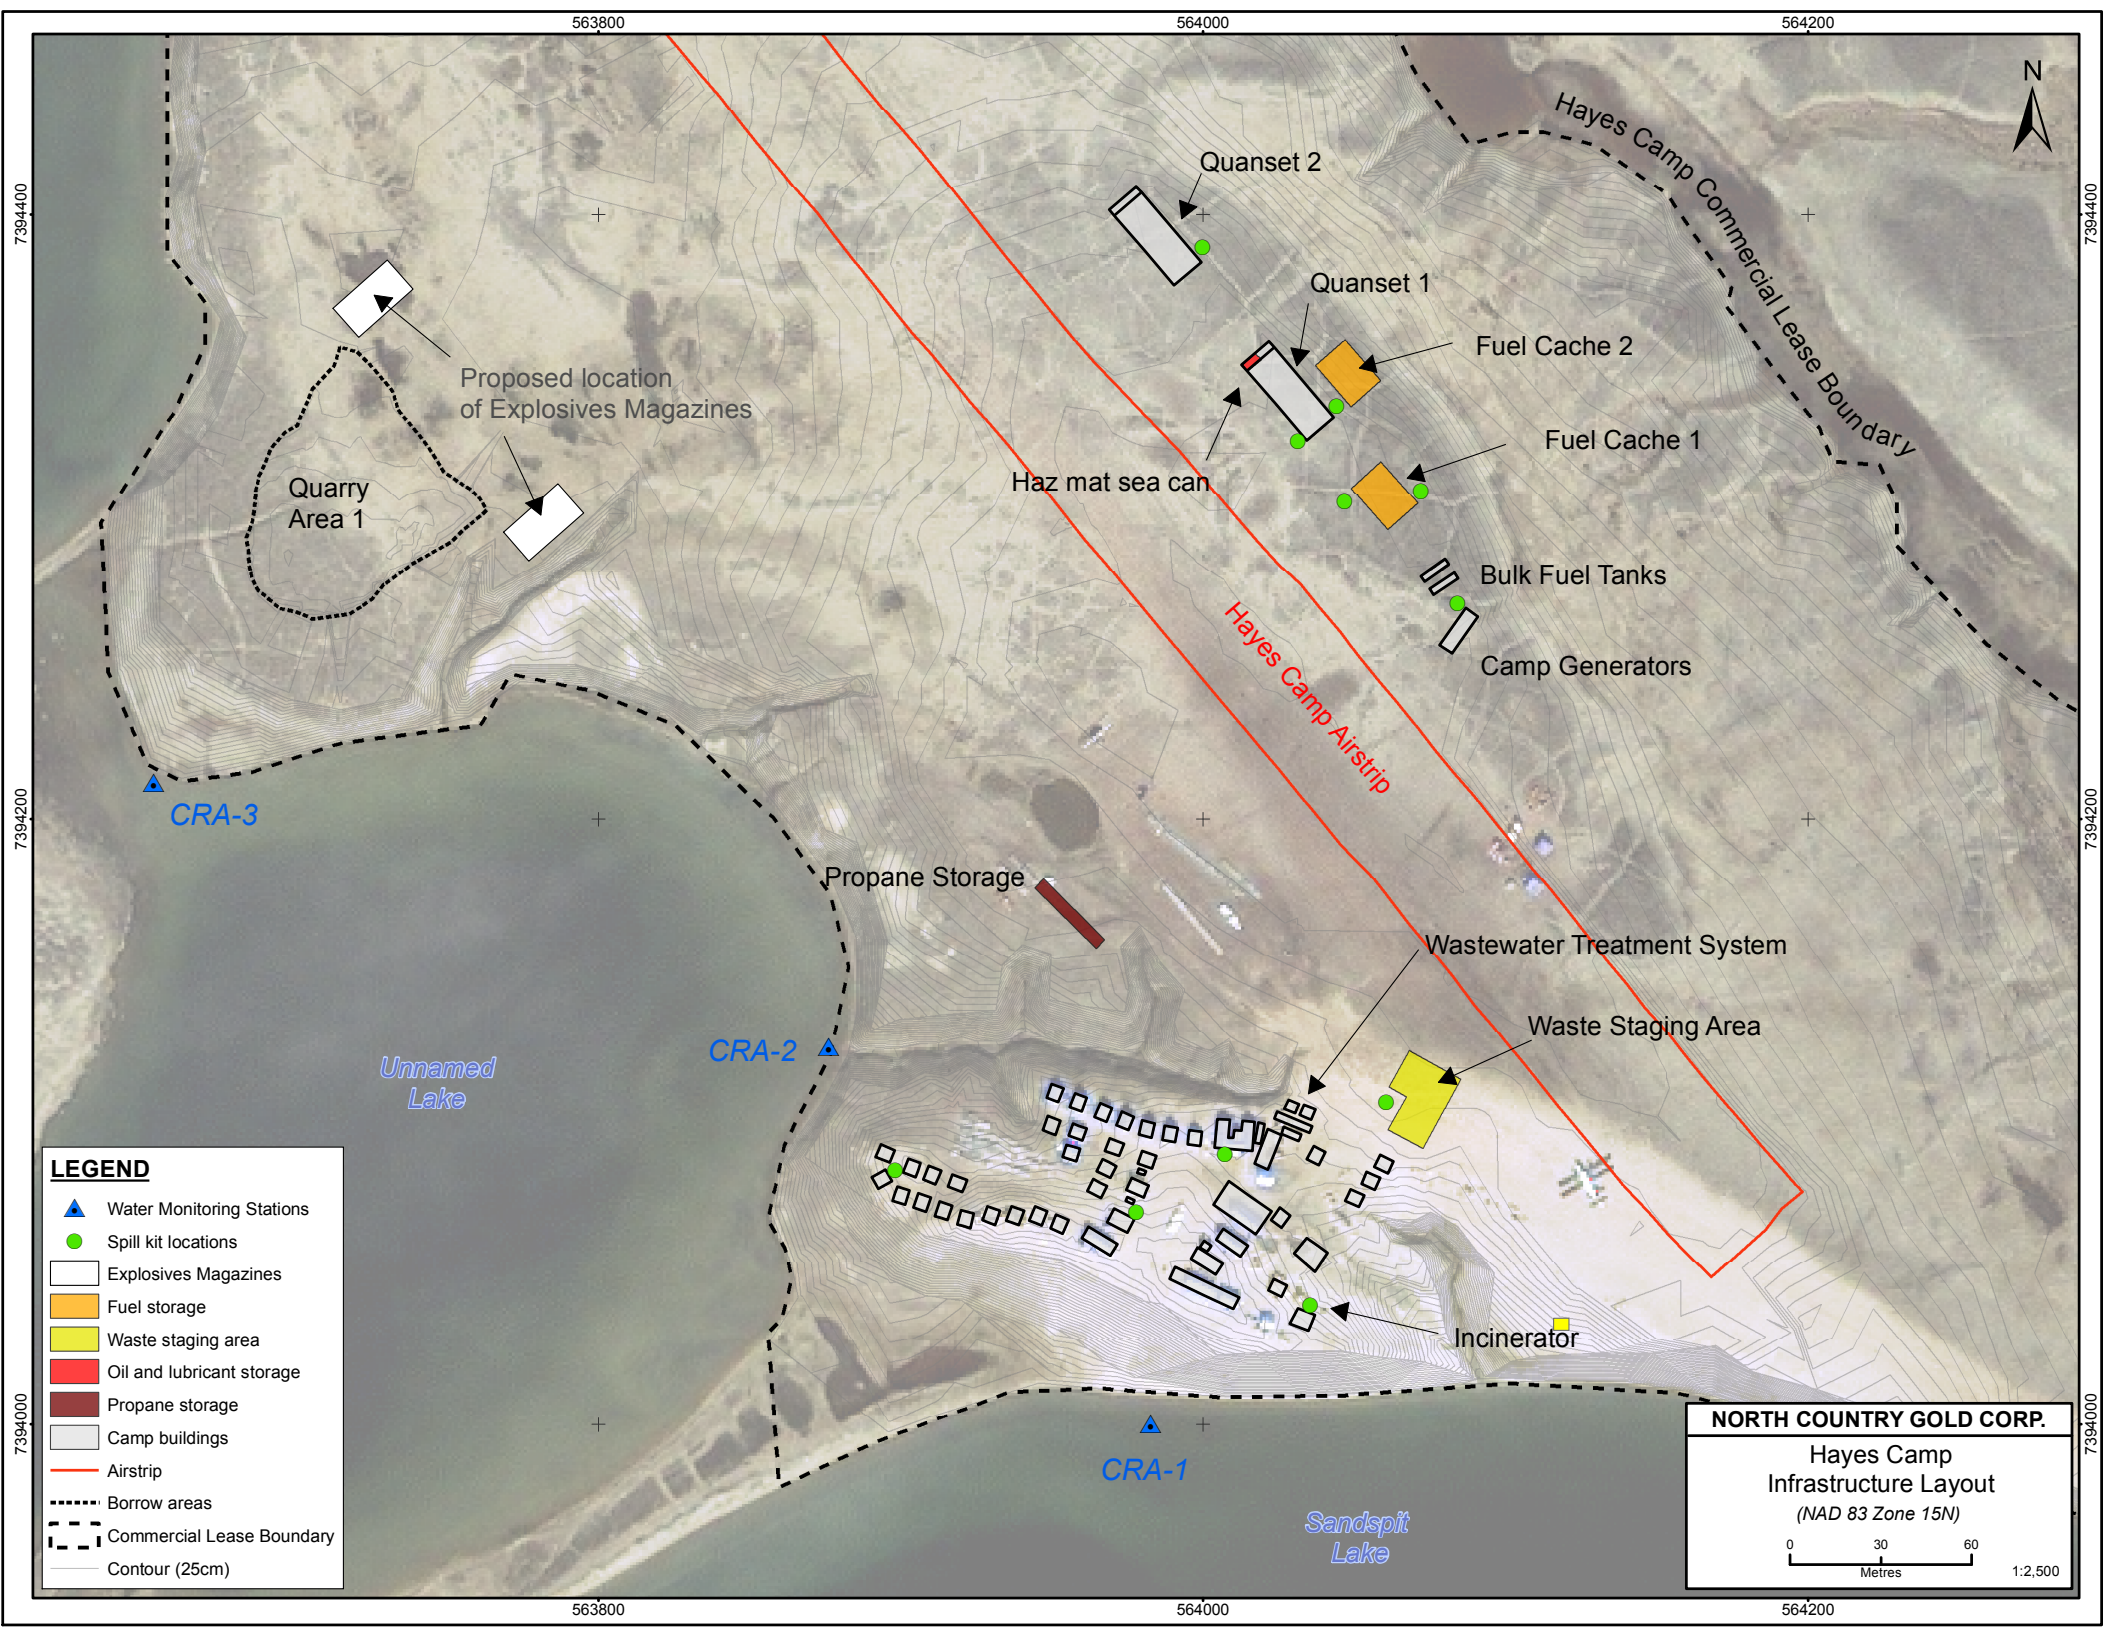 563800
564000
564200
N
Hayes Camp Commercial Lease Boundary
Quanset 2
7394400
7394400
Quanset 1
Fuel Cache 2
Proposed location
of Explosives Magazines
Fuel Cache 1
Haz mat sea can
Quarry
Area 1
Bulk Fuel Tanks
Hayes Camp Airstrip
Camp Generators
CRA-3
7394200
7394200
Propane Storage
Wastewater Treatment System
Waste Staging Area
CRA-2
Unnamed
Lake
Incinerator
LEGEND
Water Monitoring Stations
Spill kit locations
Explosives Magazines
Fuel storage
Waste staging area
Oil and lubricant storage
Propane storage
Camp buildings
Airstrip
Borrow areas
Commercial Lease Boundary
Contour (25cm)
7394000
7394000
CRA-1
Sandspit
Lake
NORTH COUNTRY GOLD CORP.
Hayes Camp
Infrastructure Layout
(NAD 83 Zone 15N)
0 30 60
Metres
1:2,500
563800
564000
564200